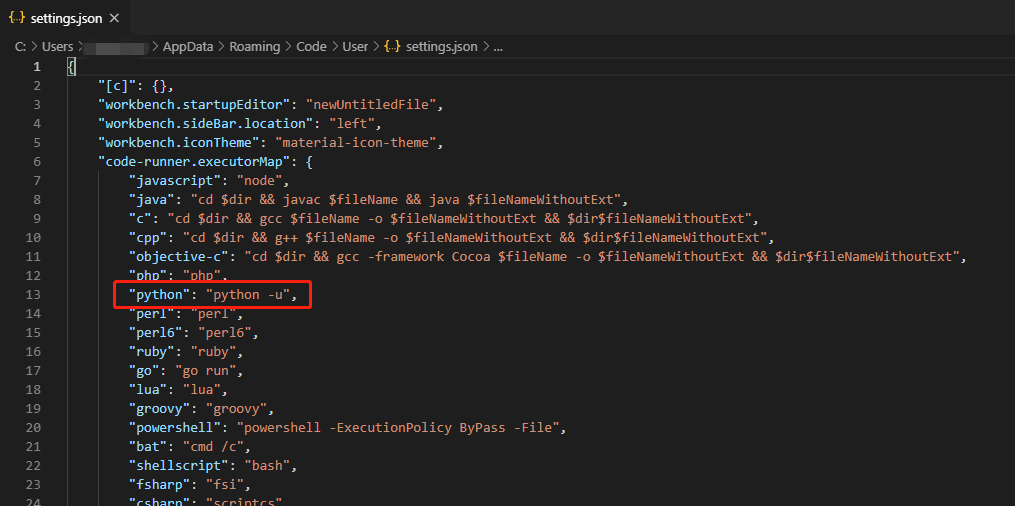 settings.json
C: > Users > > AppData > Roaming > Code > User > settings.json > ...
1 {
2 "[c]": {},
3 "workbench.startupEditor": "newUntitledFile",
4 "workbench.sideBar.location": "left",
5 "workbench.iconTheme": "material-icon-theme",
6 "code-runner.executorMap": {
7 "javascript": "node",
8 "java": "cd $dir && javac $fileName && java $fileNameWithoutExt",
9 "c": "cd $dir && gcc $fileName -o $fileNameWithoutExt && $dir$fileNameWithoutExt",
10 "cpp": "cd $dir && g++ $fileName -o $fileNameWithoutExt && $dir$fileNameWithoutExt",
11 "objective-c": "cd $dir && gcc -framework Cocoa $fileName -o $fileNameWithoutExt && $dir$fileNameWithoutExt",
12 "php": "php",
13 "python": "python -u",
14 "perl": "perl",
15 "perl6": "perl6",
16 "ruby": "ruby",
17 "go": "go run",
18 "lua": "lua",
19 "groovy": "groovy",
20 "powershell": "powershell -ExecutionPolicy ByPass -File",
21 "bat": "cmd /c",
22 "shellscript": "bash",
23 "fsharp": "fsi",
24 "csharp": "scriptcs"